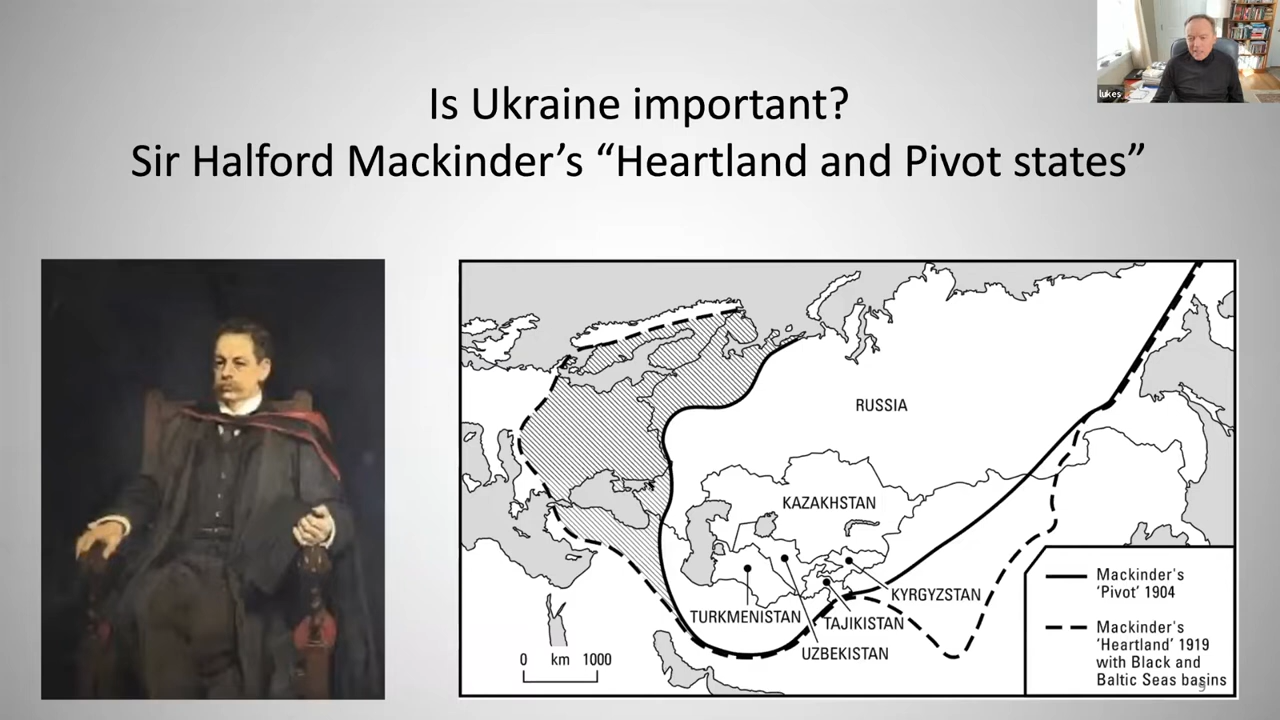 lukes
Is Ukraine important?
Sir Halford Mackinder’s “Heartland and Pivot states”
RUSSIA
KAZAKHSTAN
KYRGYZSTAN
TURKMENISTAN
TAJIKISTAN
UZBEKISTAN
0 km 1000
Mackinder's
'Pivot' 1904
Mackinder's
'Heartland' 1919
with Black and
Baltic Seas basins
9